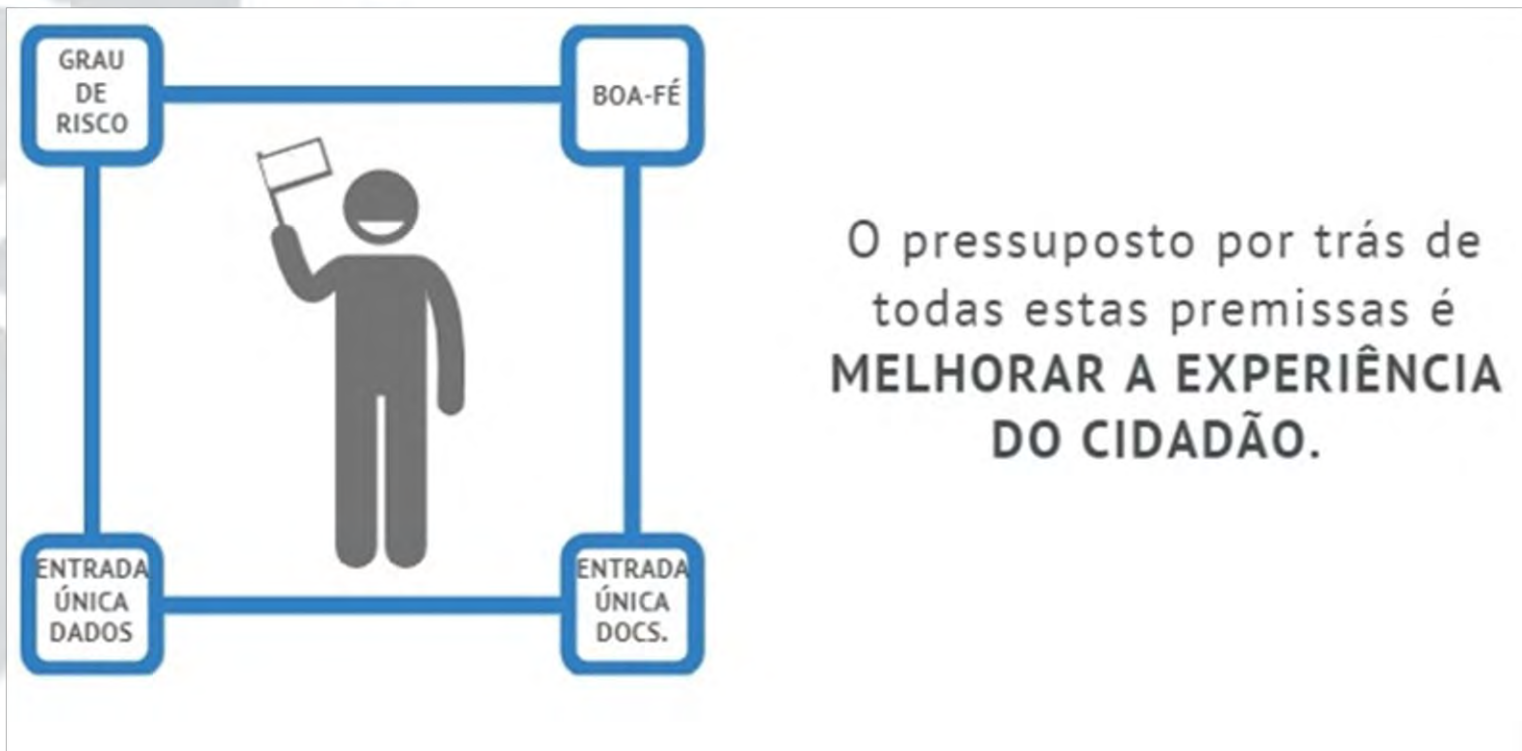 GRAU
DE
RISCO
BOA-FÉ
O pressuposto por trás de
todas estas premissas é
MELHORAR A EXPERIÊNCIA
DO CIDADÃO.
ENTRADA
ÚNICA
DADOS
ENTRADA
ÚNICA
DOCS.